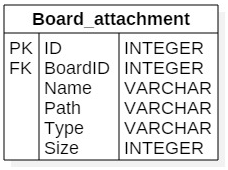 Board_attachment
PK ID INTEGER
FK BoardID INTEGER
Name VARCHAR
Path VARCHAR
Type VARCHAR
Size INTEGER